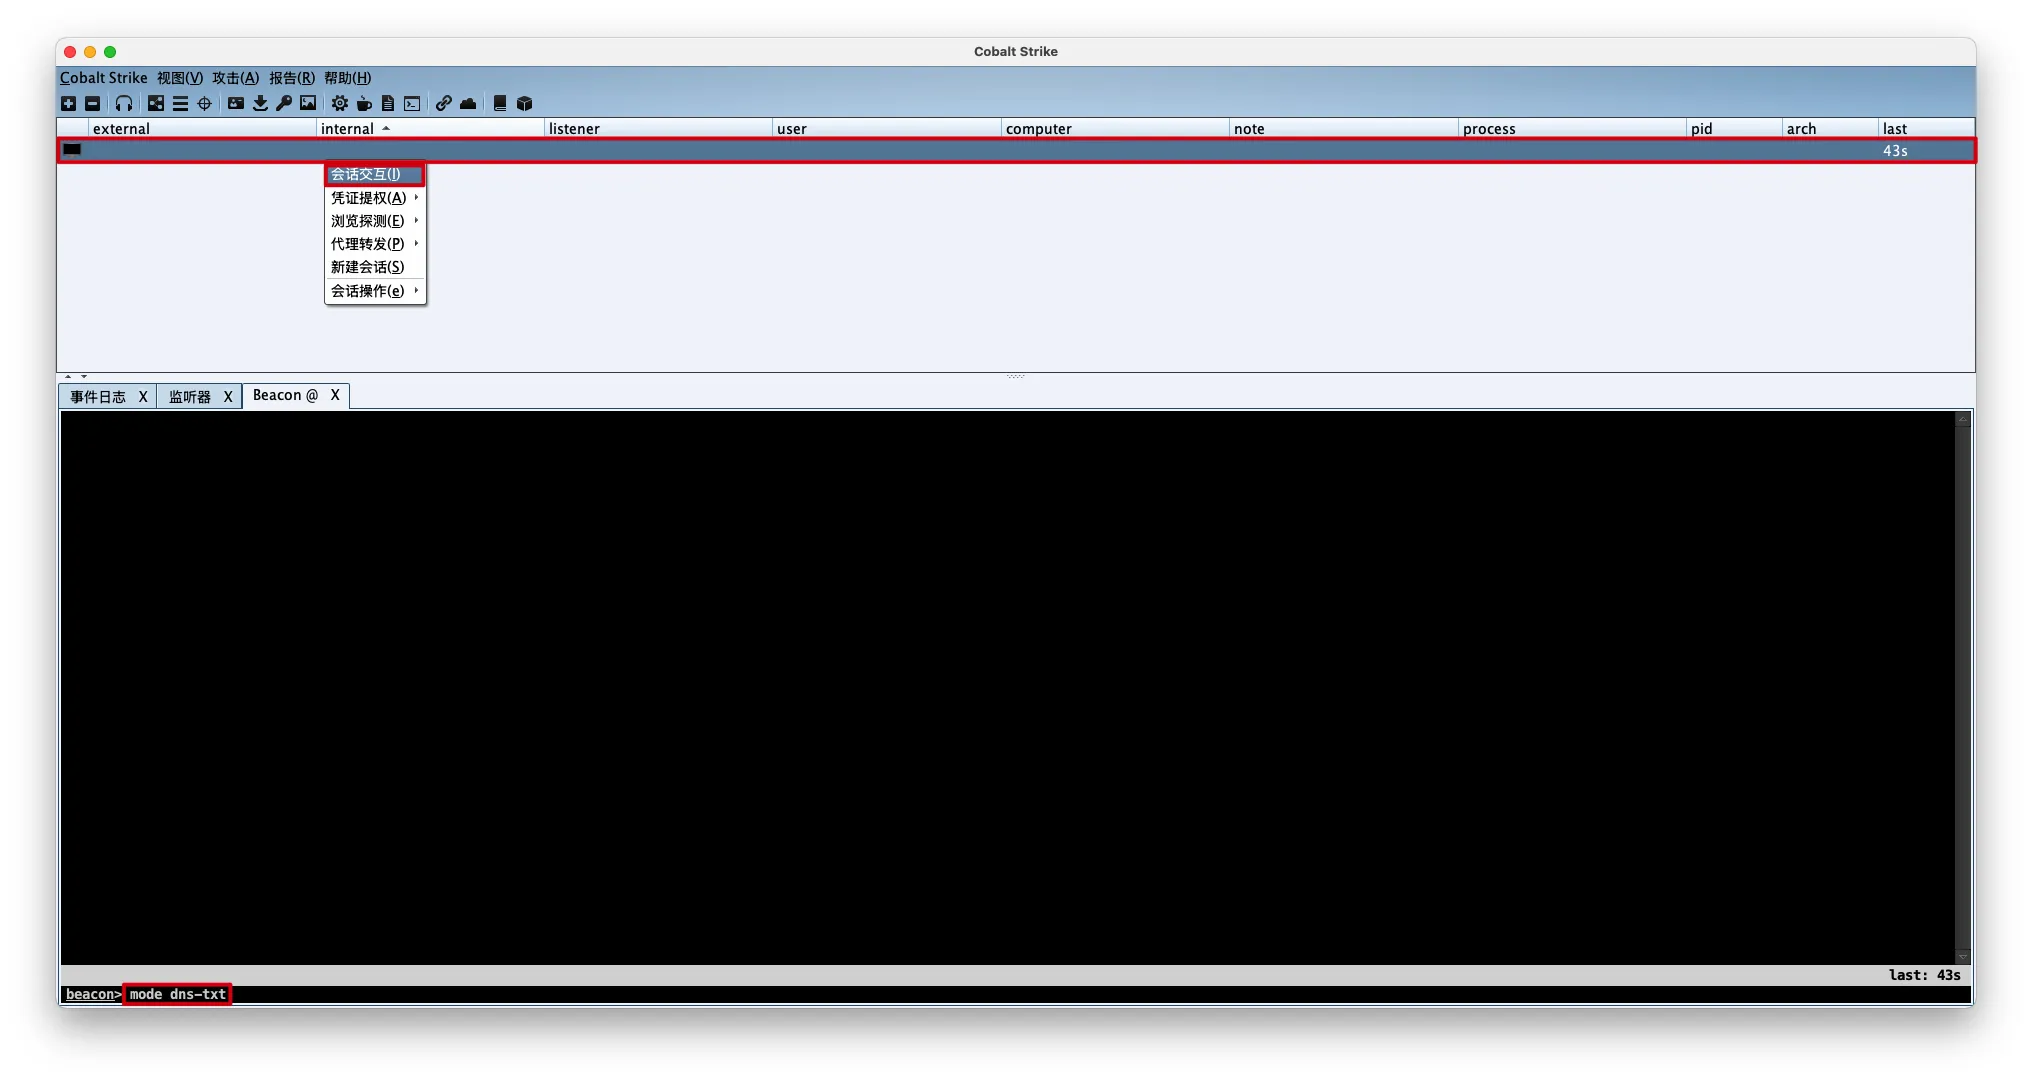 Cobalt Strike
Cobalt Strike 视图(V) 攻击(A) 报告(R) 帮助(H)
external internal listener user computer note process pid arch last
43s
会话交互(I)
凭证提权(A)
浏览探测(E)
代理转发(P)
新建会话(S)
会话操作(e)
事件日志 X 监听器 X Beacon @ X
last: 43s
beacon> mode dns-txt